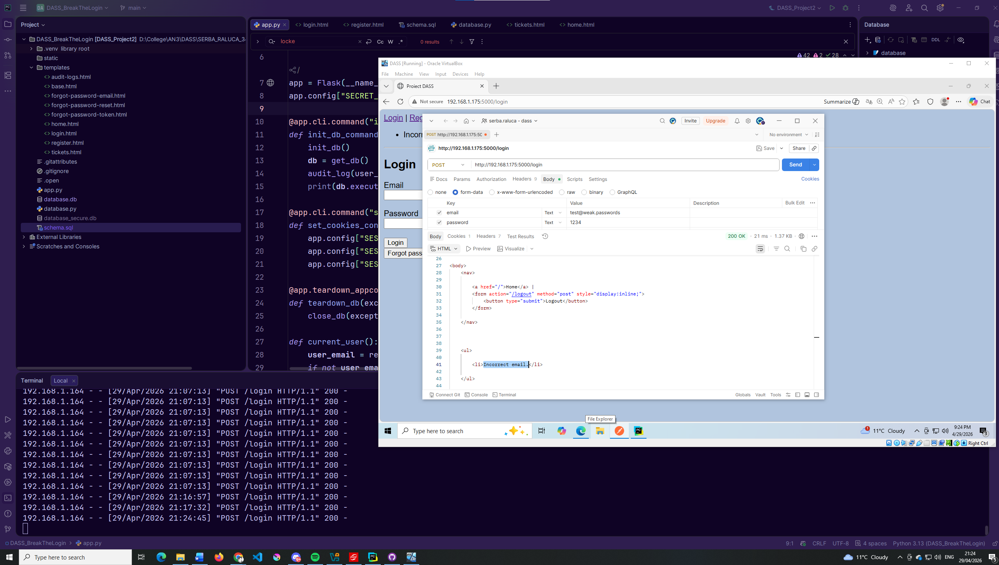 DA DASS_BreakTheLogin main DASS_Project2
Project
DASS_BreakTheLogin [DASS_Project2] D:\College\AN3\DASS\SERBA_RALUCA_34
.venv library root
static
templates
<> audit-logs.html
<> base.html
<> forgot-password-email.html
<> forgot-password-reset.html
<> forgot-password-token.html
<> home.html
<> login.html
<> register.html
<> tickets.html
.gitattributes
.gitignore
.open
app.py
database.db
database.py
database_secure.db
schema.sql
External Libraries
Scratches and Consoles
app.py <> login.html <> register.html schema.sql database.py <> tickets.html <> home.html
locke Cc W .* 0 results
42 2 28
6
/
7 app = Flask(__name_
8 app.config["SECRET_
9
10 @app.cli.command("i
11 def init_db_command
12 init_db()
13 db = get_db()
14 audit_log(user_
15 print(db.execut
16
17 @app.cli.command("s
18 def set_cookies_con
19 app.config["SES
20 app.config["SES
21 app.config["SES
22
23 @app.teardown_appco
24 def teardown_db(exc
25 close_db(except
26
27 def current_user():
28 user_email = re
29 if not user_ema
Database
DDL
database
DASS [Running] - Oracle VirtualBox
File Machine View Input Devices Help
Project DASS
Not secure 192.168.1.175:5000/login Summarize Chat
Login | Reg
• Incorr
Login
Email
Password
Login
Forgot pass
serba.raluca - dass Invite Upgrade
POST http://192.168.1.175:5C No environment
HTTP http://192.168.1.175:5000/login Save Share
POST http://192.168.1.175:5000/login Send
Docs Params Authorization Headers 9 Body Scripts Settings Cookies
none form-data x-www-form-urlencoded raw binary GraphQL
Key Value Description Bulk Edit
email Text test@weak.passwords
password Text 1234
Body Cookies 1 Headers 7 Test Results 200 OK • 21 ms • 1.37 KB
HTML Preview Visualize
26
27 <body>
28 <nav>
29
30 <a href="/">Home</a> |
31 <form action="/logout" method="post" style="display:inline;">
32 <button type="submit">Logout</button>
33 </form>
34
35 </nav>
36
37
38
39 <ul>
40
41 <li>Incorrect email.</li>
42
43 </ul>
44
Connect Git Console Terminal Globals Vault Tools
File Explorer
Type here to search 11°C Cloudy 9:24 PM
4/29/2026 3
Right Ctrl
Terminal Local
192.168.1.164 - - [29/Apr/2026 21:07:13] "POST /login HTTP/1.1" 200 -
192.168.1.164 - - [29/Apr/2026 21:07:13] "POST /login HTTP/1.1" 200 -
192.168.1.164 - - [29/Apr/2026 21:07:13] "POST /login HTTP/1.1" 200 -
192.168.1.164 - - [29/Apr/2026 21:07:13] "POST /login HTTP/1.1" 200 -
192.168.1.164 - - [29/Apr/2026 21:07:13] "POST /login HTTP/1.1" 200 -
192.168.1.164 - - [29/Apr/2026 21:07:13] "POST /login HTTP/1.1" 200 -
192.168.1.164 - - [29/Apr/2026 21:07:13] "POST /login HTTP/1.1" 200 -
192.168.1.164 - - [29/Apr/2026 21:07:13] "POST /login HTTP/1.1" 200 -
192.168.1.164 - - [29/Apr/2026 21:07:13] "POST /login HTTP/1.1" 200 -
192.168.1.164 - - [29/Apr/2026 21:07:13] "POST /login HTTP/1.1" 200 -
192.168.1.164 - - [29/Apr/2026 21:16:57] "POST /login HTTP/1.1" 200 -
192.168.1.164 - - [29/Apr/2026 21:17:32] "POST /login HTTP/1.1" 200 -
192.168.1.164 - - [29/Apr/2026 21:24:45] "POST /login HTTP/1.1" 200 -
DASS_BreakTheLogin > app.py 9:1 CRLF UTF-8 4 spaces Python 3.13 (DASS_BreakTheLogin)
Type here to search 11°C Cloudy ENG 21:24
29/04/2026 5